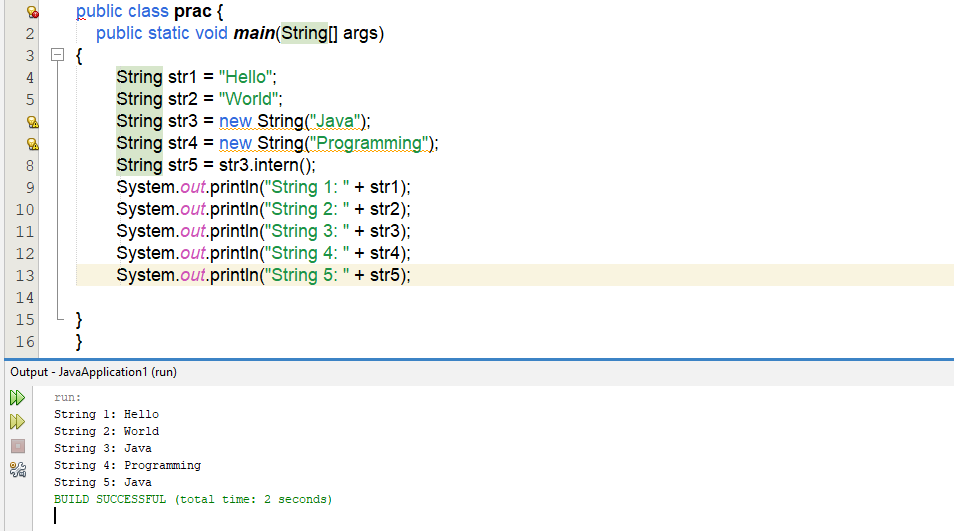 public class prac {
2 public static void main(String[] args)
3 {
4 String str1 = "Hello";
5 String str2 = "World";
String str3 = new String("Java");
String str4 = new String("Programming");
8 String str5 = str3.intern();
9 System.out.println("String 1: " + str1);
10 System.out.println("String 2: " + str2);
11 System.out.println("String 3: " + str3);
12 System.out.println("String 4: " + str4);
13 System.out.println("String 5: " + str5);
14
15 }
16 }
Output - JavaApplication1 (run)
run:
String 1: Hello
String 2: World
String 3: Java
String 4: Programming
String 5: Java
BUILD SUCCESSFUL (total time: 2 seconds)